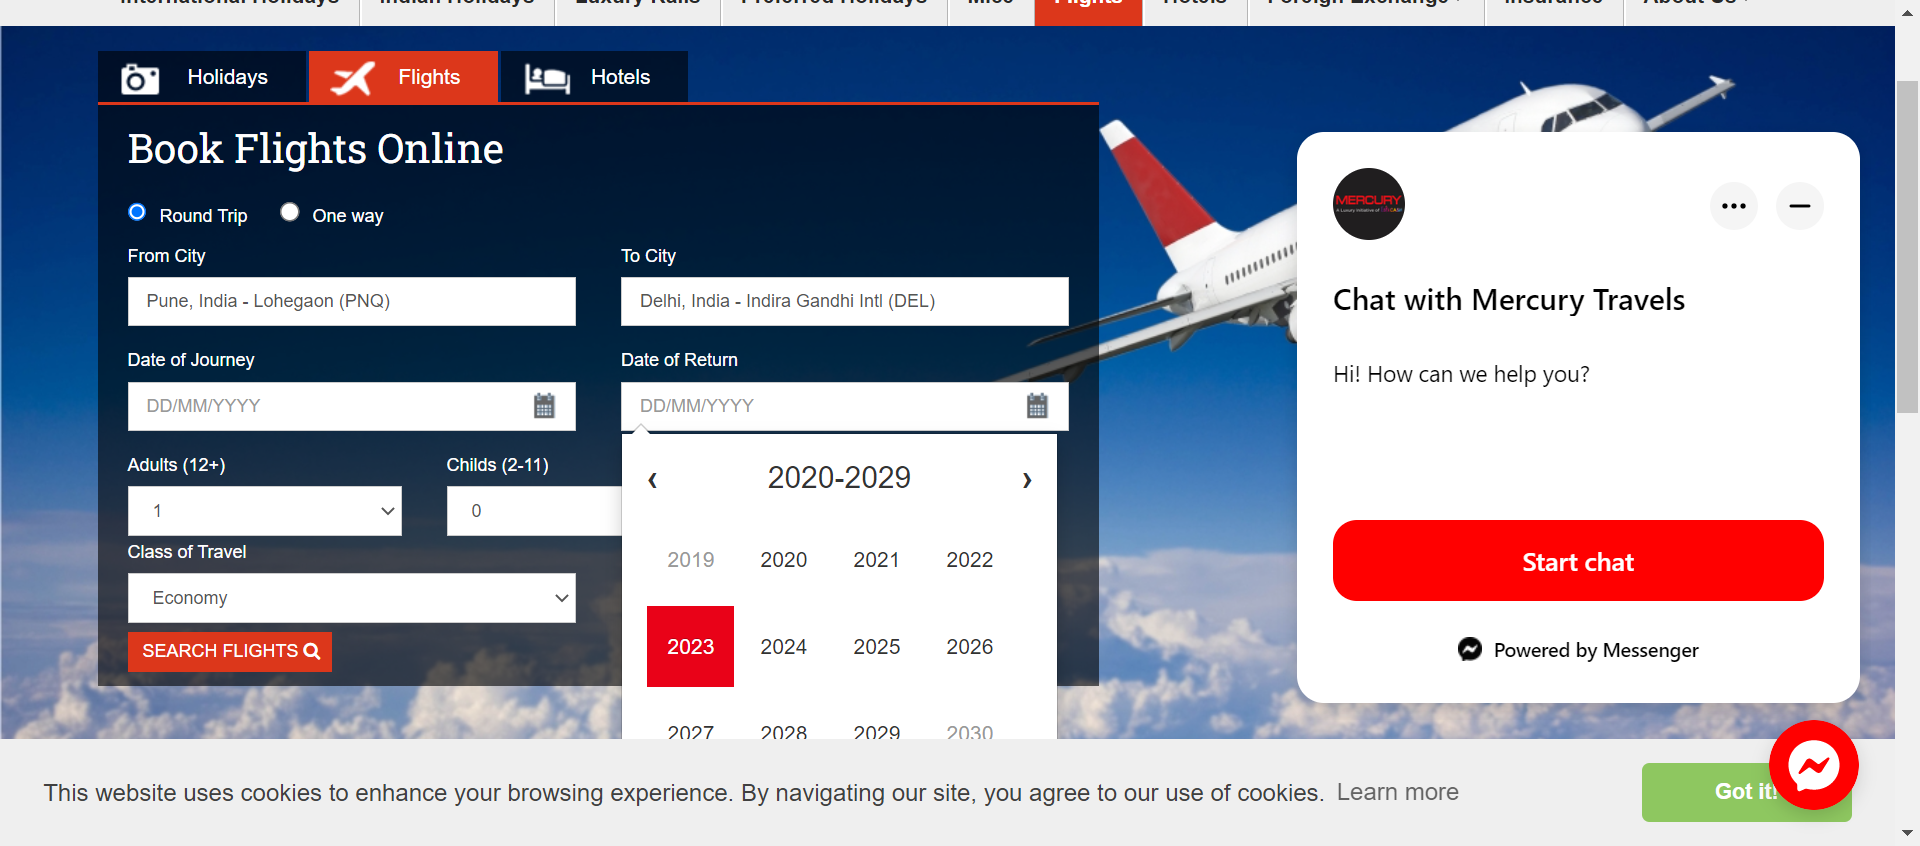 International Holidays Indian Holidays Luxury Rails Preferred Holidays Mice Flights Hotels Foreign Exchange Insurance About Us
Holidays Flights Hotels
Book Flights Online
Round Trip One way
From City To City
Pune, India - Lohegaon (PNQ) Delhi, India - Indira Gandhi Intl (DEL)
Date of Journey Date of Return
DD/MM/YYYY DD/MM/YYYY
Adults (12+) Childs (2-11)
1 0
Class of Travel
Economy
SEARCH FLIGHTS
‹ 2020-2029 ›
2019 2020 2021 2022
2023 2024 2025 2026
2027 2028 2029 2030
MERCURY
Chat with Mercury Travels
Hi! How can we help you?
Start chat
Powered by Messenger
This website uses cookies to enhance your browsing experience. By navigating our site, you agree to our use of cookies. Learn more
Got it!